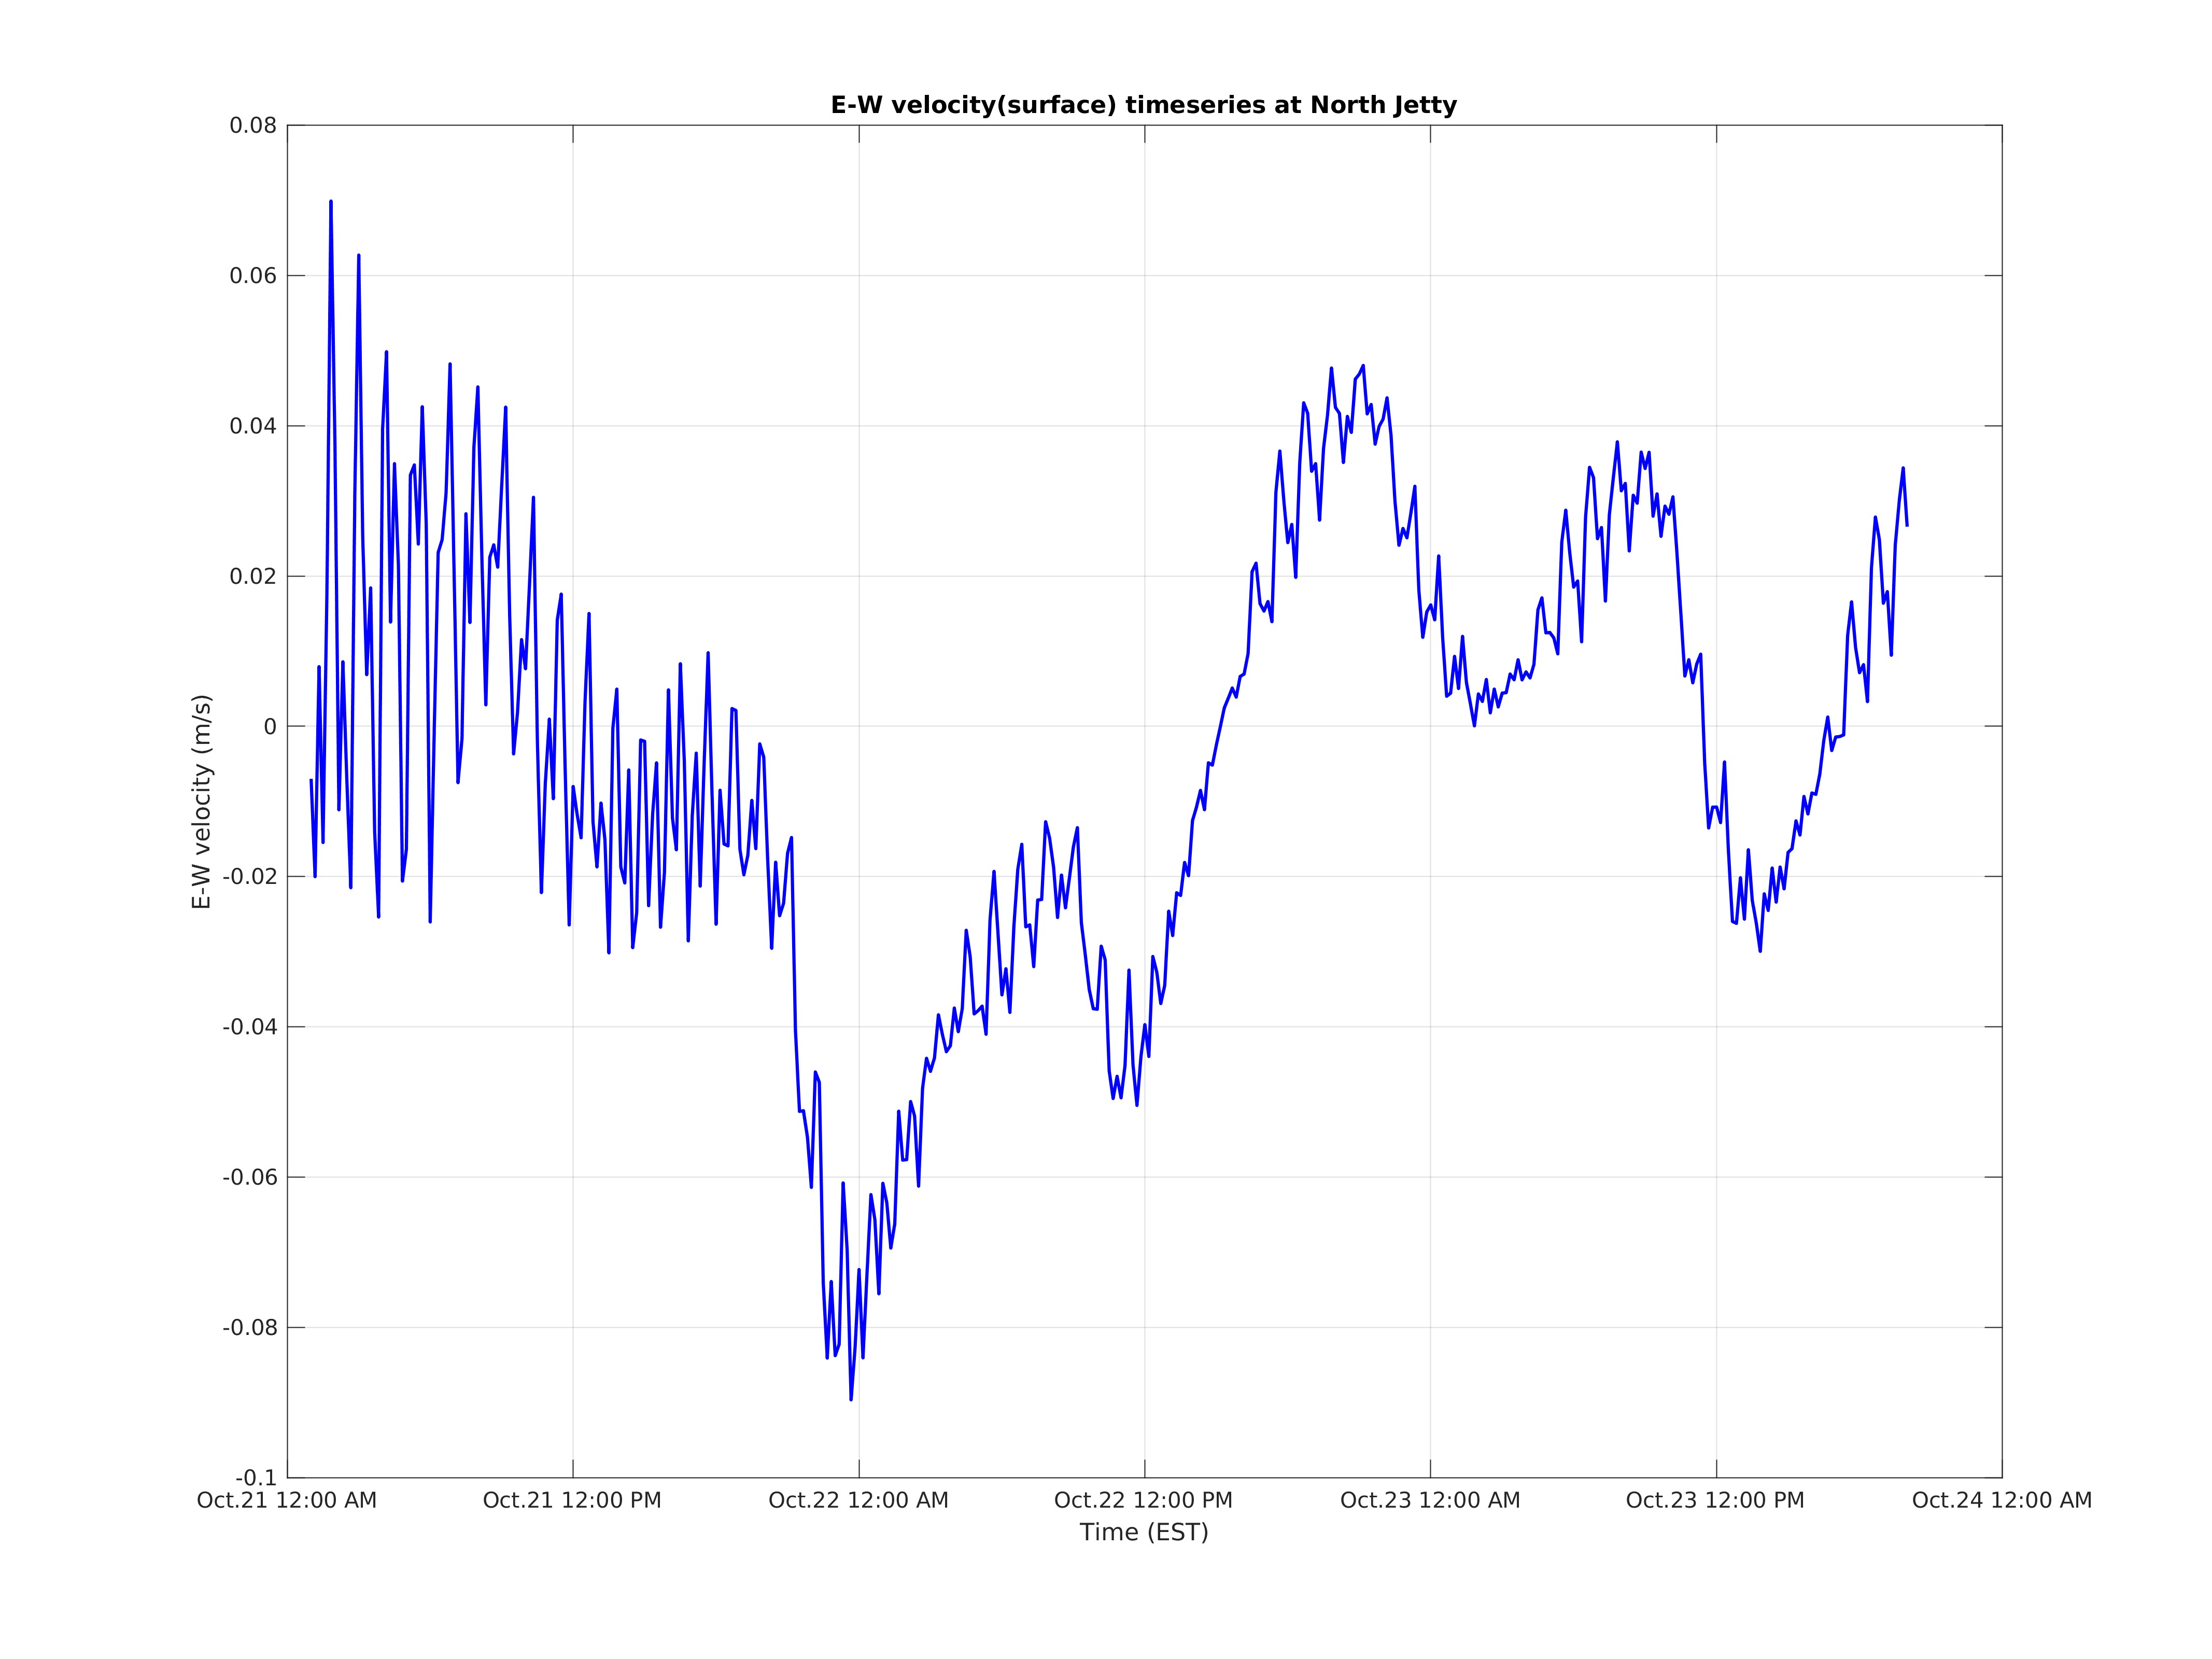 E-W velocity(surface) timeseries at North Jetty
0.08
0.06
0.04
0.02
0
-0.02
-0.04
-0.06
-0.08
-0.1
E-W velocity (m/s)
Oct.21 12:00 AM Oct.21 12:00 PM Oct.22 12:00 AM Oct.22 12:00 PM Oct.23 12:00 AM Oct.23 12:00 PM Oct.24 12:00 AM
Time (EST)